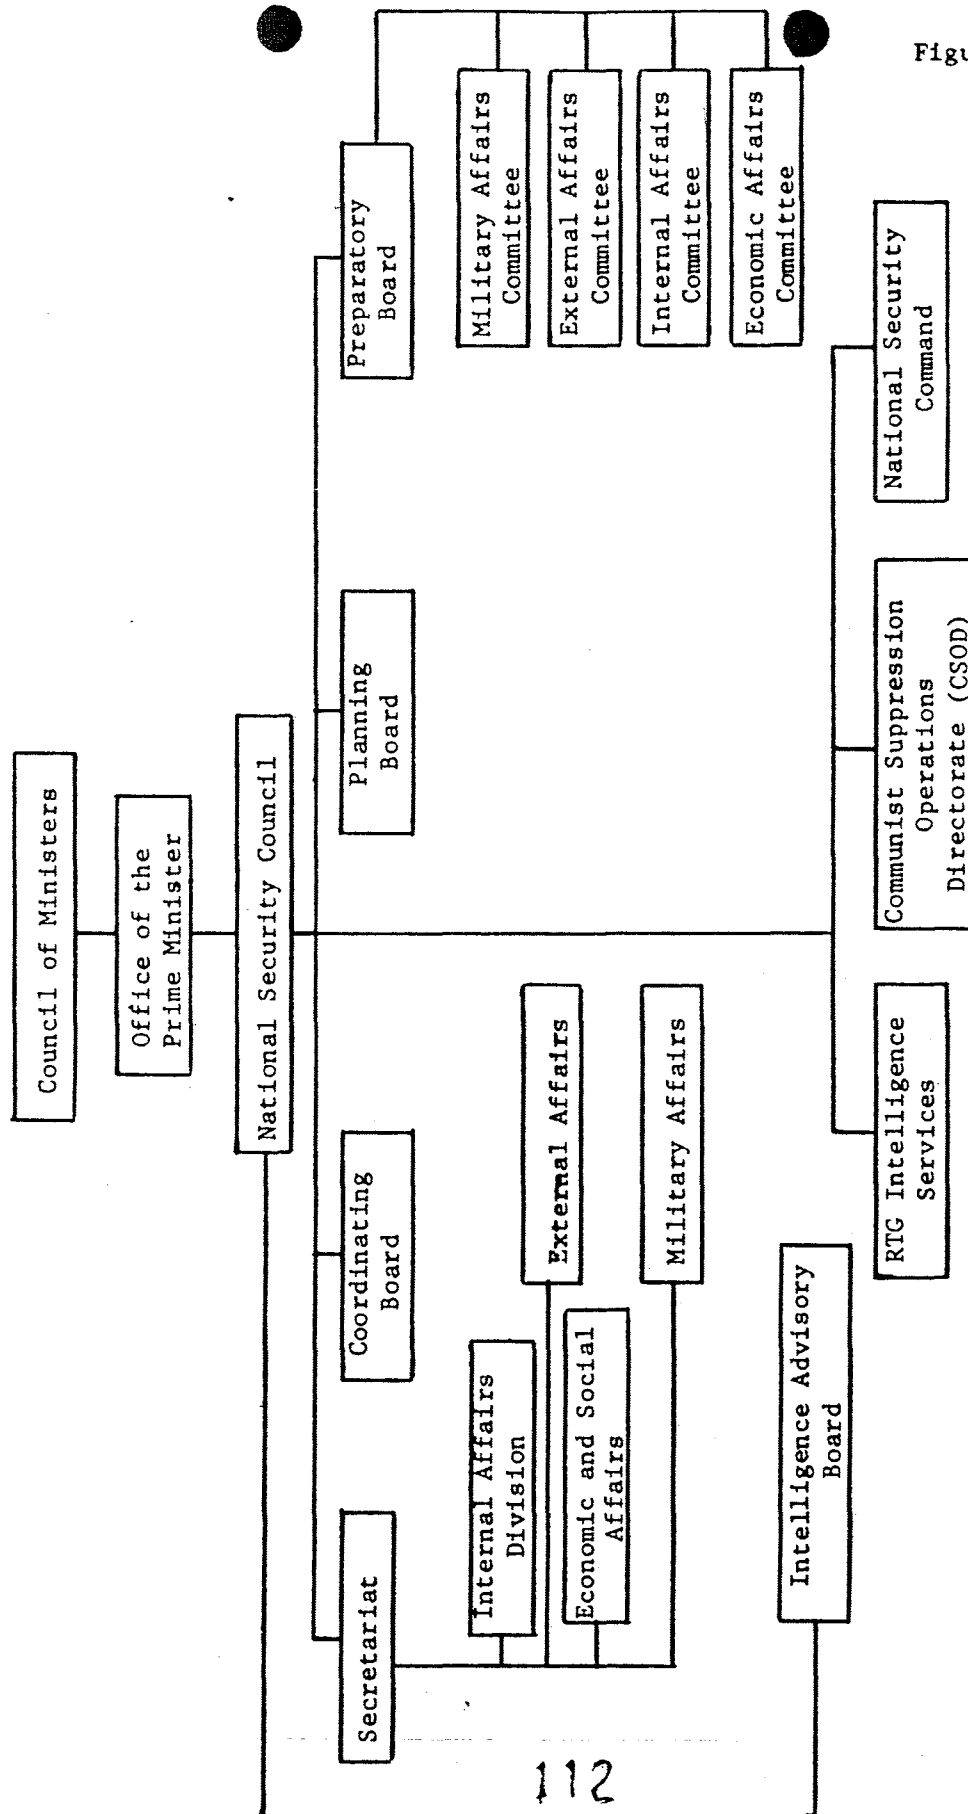 Figu
Council of Ministers
Office of the
Prime Minister
National Security Council
Secretariat
Coordinating
Board
Planning
Board
Preparatory
Board
Internal Affairs
Division
External Affairs
Economic and Social
Affairs
Military Affairs
Military Affairs
Committee
External Affairs
Committee
Internal Affairs
Committee
Economic Affairs
Committee
Intelligence Advisory
Board
RTG Intelligence
Services
Communist Suppression
Operations
Directorate (CSOD)
National Security
Command
112